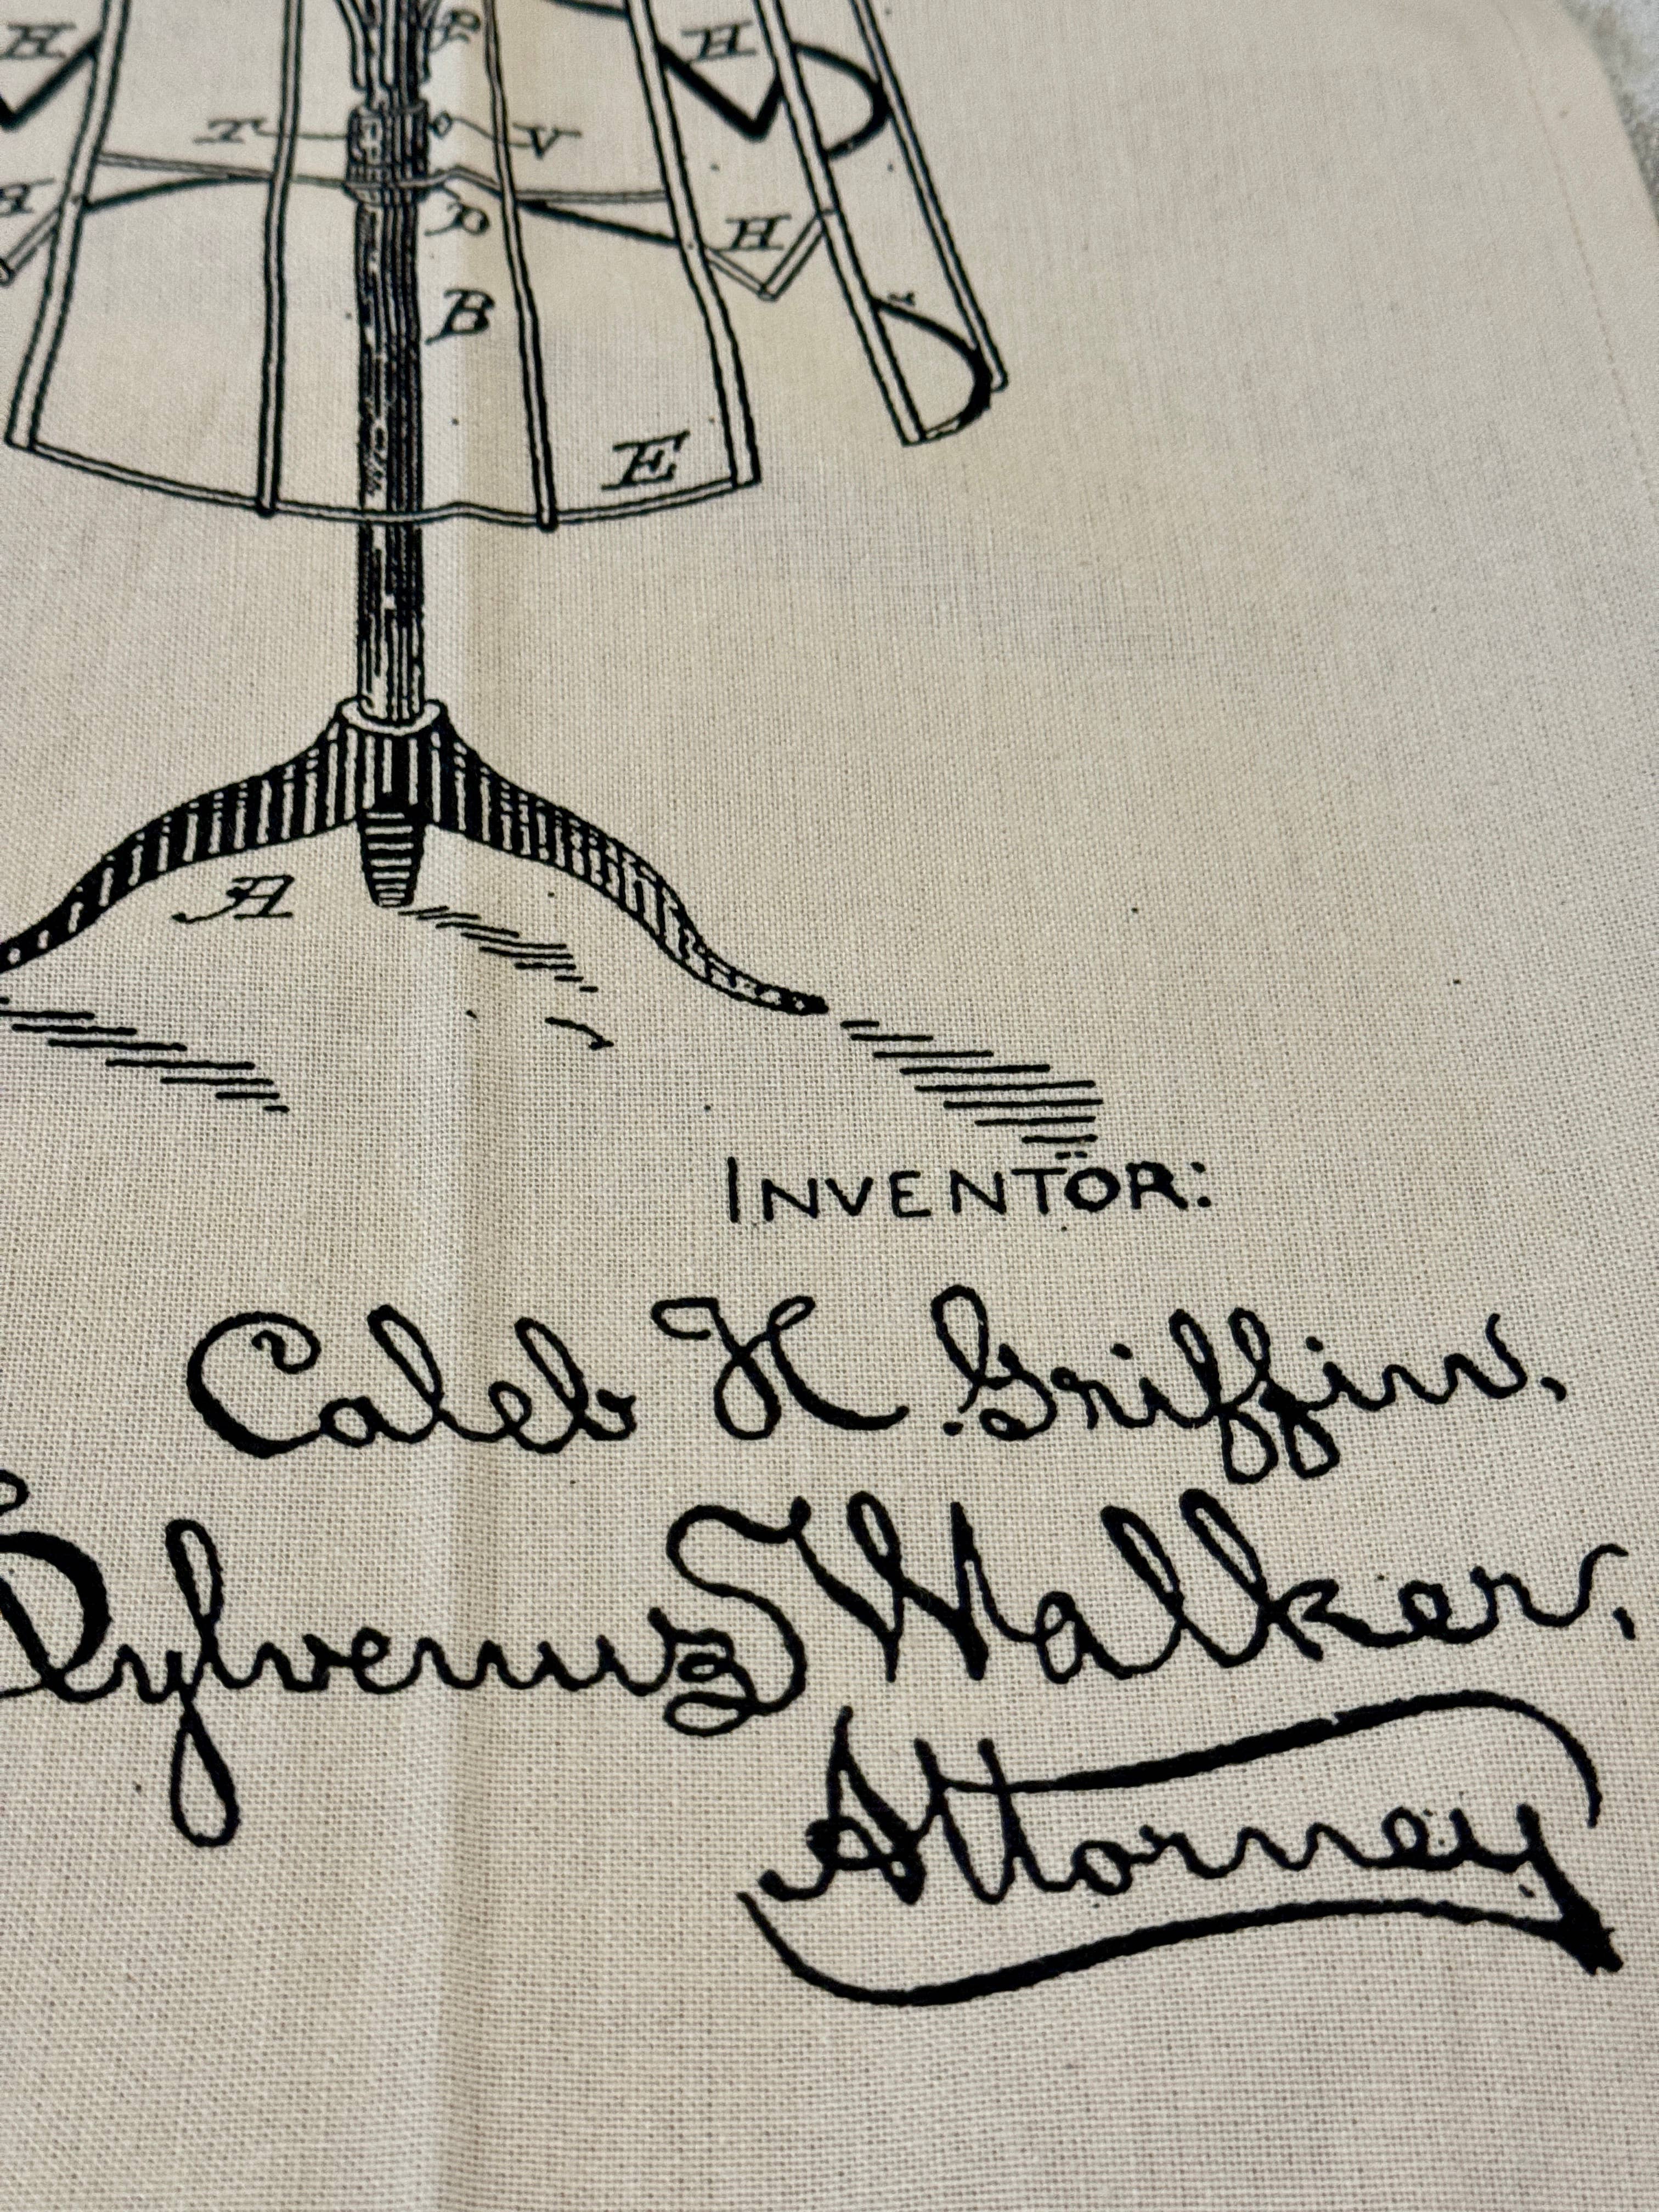 H P H
T V
H D H
B
E
A
INVENTOR:
Caleb H Griffin,
Sylvenus Walker,
Attorney